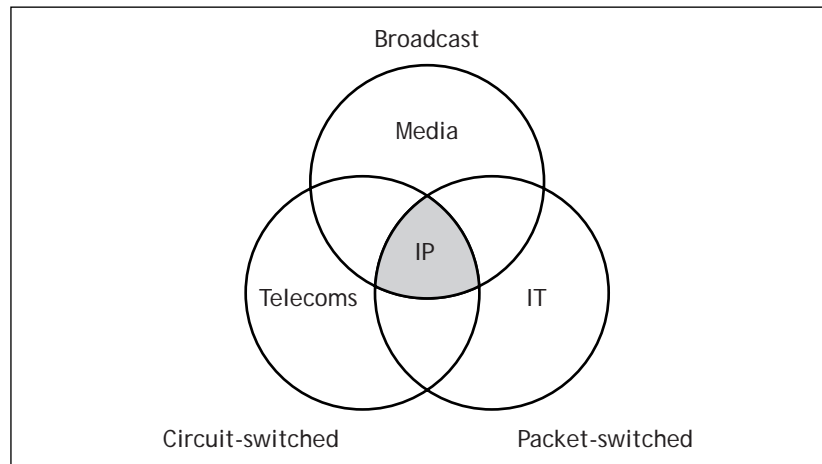 Broadcast
Media
IP
Telecoms
IT
Circuit-switched
Packet-switched